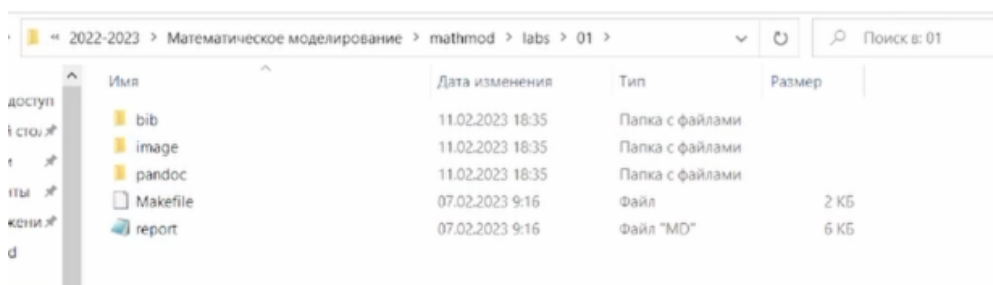 « 2022-2023 > Математическое моделирование > mathmod > labs > 01 > Поиск в: 01
Имя Дата изменения Тип Размер
доступ
bib 11.02.2023 18:35 Папка с файлами
й стол
image 11.02.2023 18:35 Папка с файлами
и
pandoc 11.02.2023 18:35 Папка с файлами
нты
Makefile 07.02.2023 9:16 Файл 2 КБ
жени
report 07.02.2023 9:16 Файл "MD" 6 КБ
d